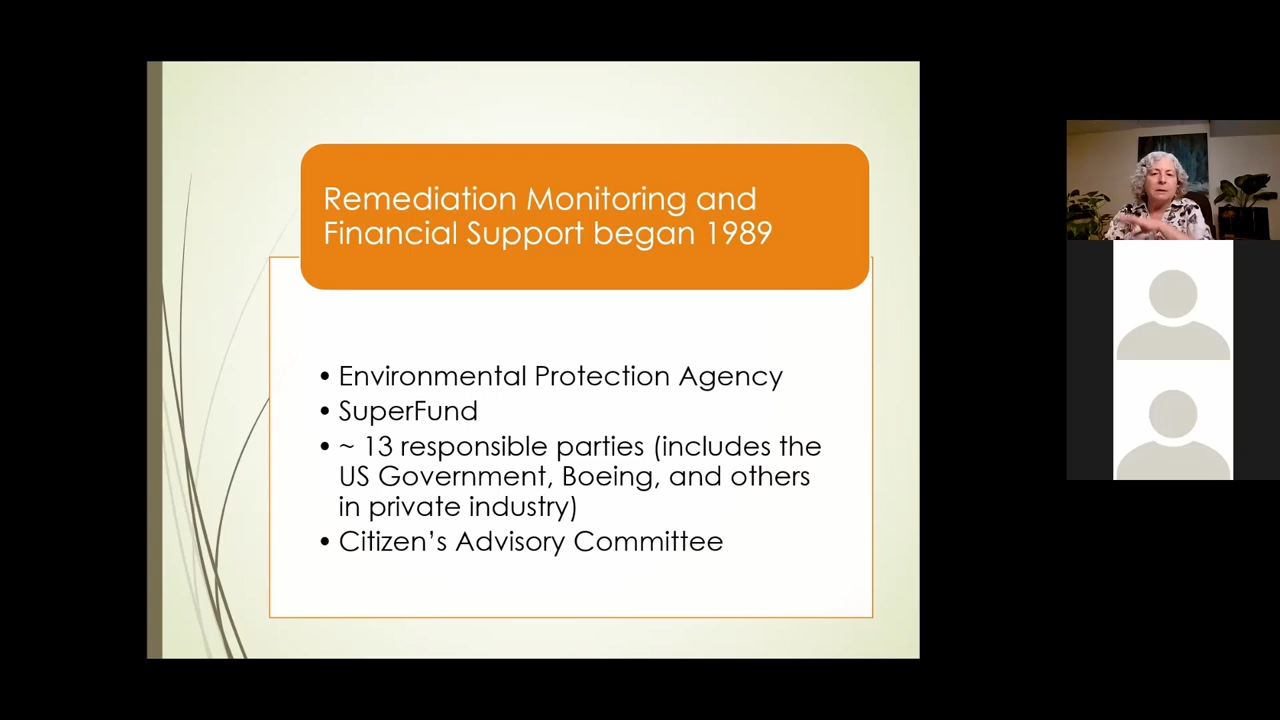 Remediation Monitoring and
Financial Support began 1989
• Environmental Protection Agency
• SuperFund
• ~ 13 responsible parties (includes the
US Government, Boeing, and others
in private industry)
• Citizen’s Advisory Committee